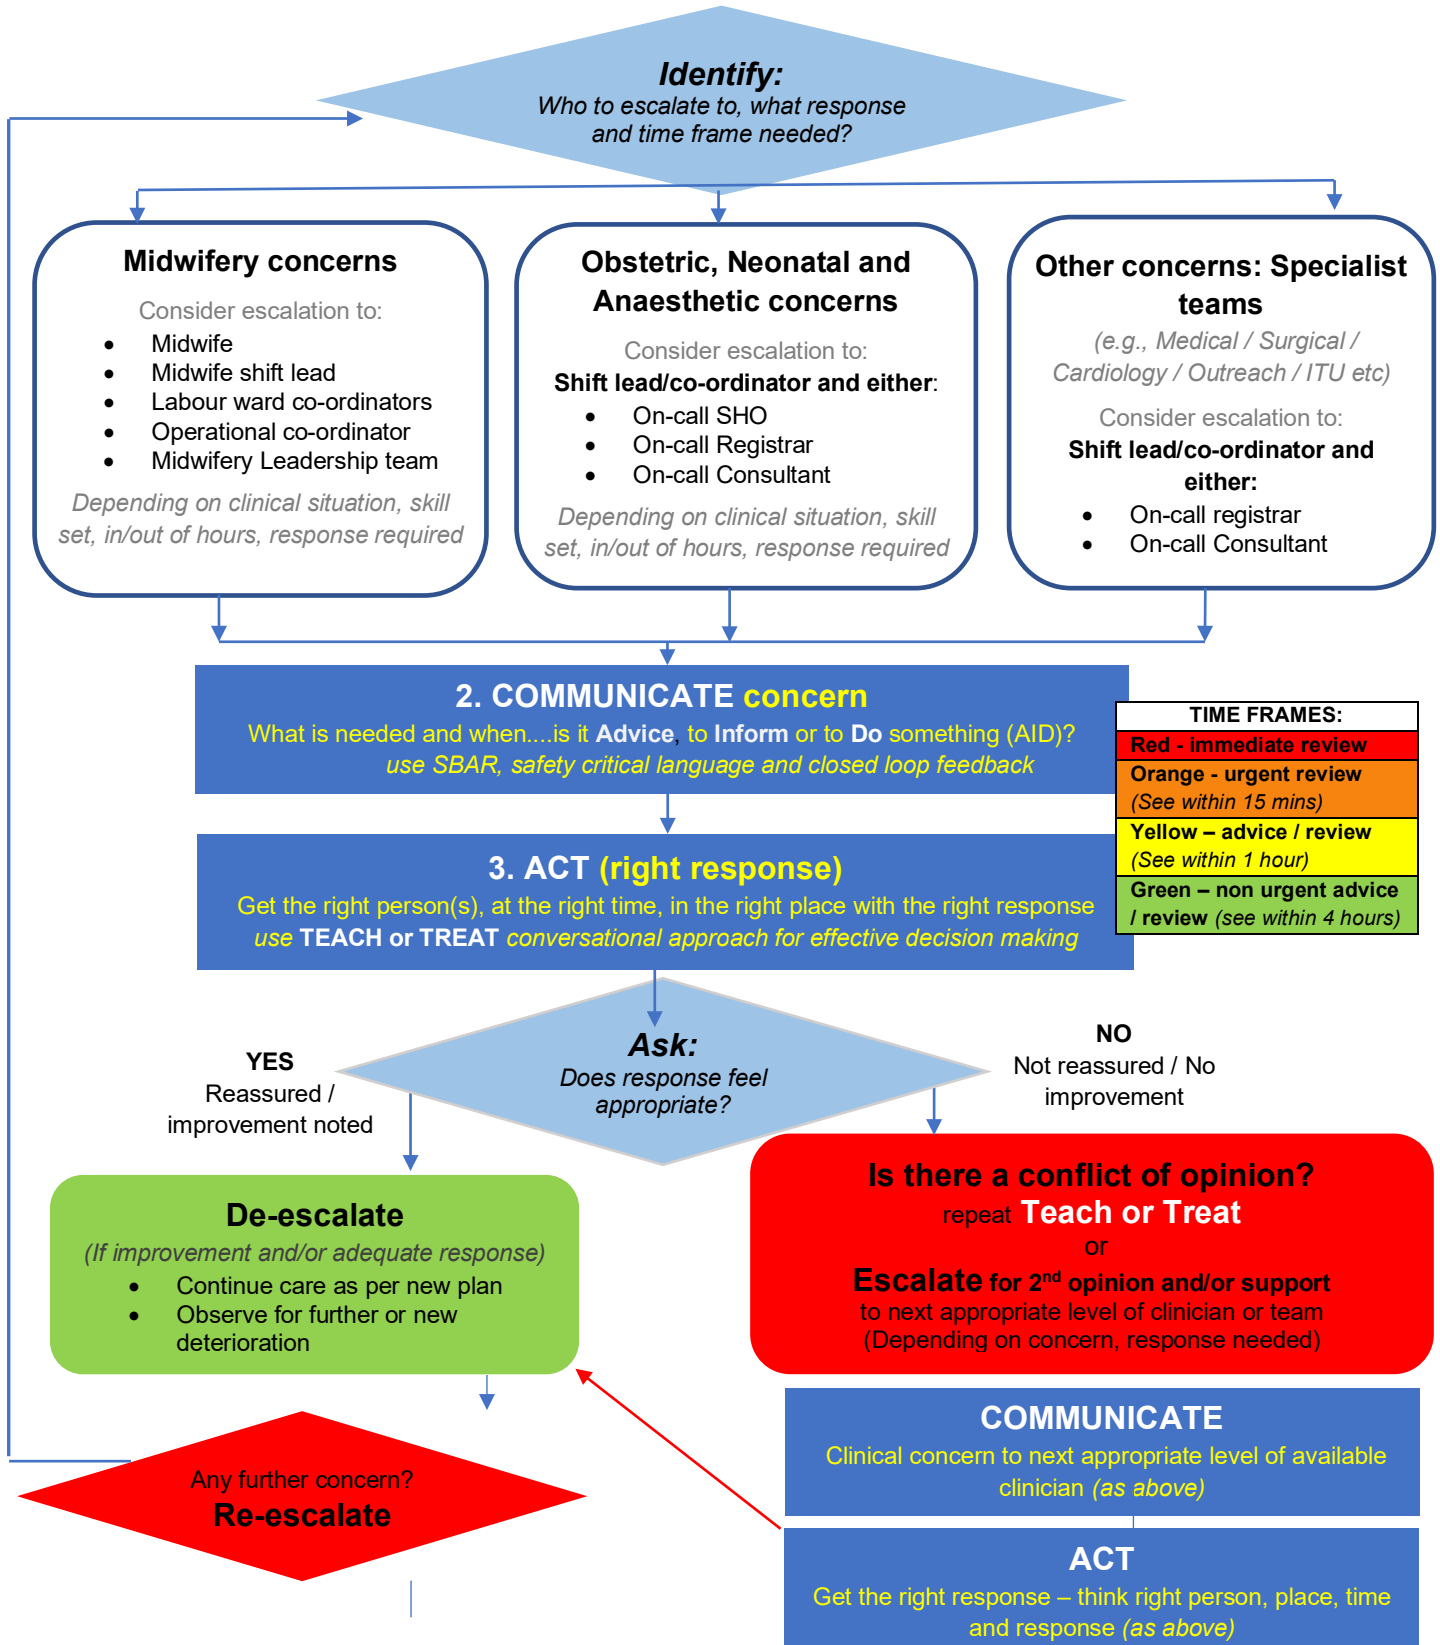 Identify:
Who to escalate to, what response
and time frame needed?
Midwifery concerns
Consider escalation to:
• Midwife
• Midwife shift lead
• Labour ward co-ordinators
• Operational co-ordinator
• Midwifery Leadership team
Depending on clinical situation, skill
set, in/out of hours, response required
Obstetric, Neonatal and
Anaesthetic concerns
Consider escalation to:
Shift lead/co-ordinator and either:
• On-call SHO
• On-call Registrar
• On-call Consultant
Depending on clinical situation, skill
set, in/out of hours, response required
Other concerns: Specialist
teams
(e.g., Medical / Surgical /
Cardiology / Outreach / ITU etc)
Consider escalation to:
Shift lead/co-ordinator and
either:
• On-call registrar
• On-call Consultant
2. COMMUNICATE concern
What is needed and when....is it Advice, to Inform or to Do something (AID)?
use SBAR, safety critical language and closed loop feedback
TIME FRAMES:
Red - immediate review
Orange - urgent review
(See within 15 mins)
Yellow – advice / review
(See within 1 hour)
Green – non urgent advice
/ review (see within 4 hours)
3. ACT (right response)
Get the right person(s), at the right time, in the right place with the right response
use TEACH or TREAT conversational approach for effective decision making
Ask:
Does response feel
appropriate?
YES
Reassured /
improvement noted
NO
Not reassured / No
improvement
De-escalate
(If improvement and/or adequate response)
• Continue care as per new plan
• Observe for further or new
deterioration
Is there a conflict of opinion?
repeat Teach or Treat
or
Escalate for 2nd opinion and/or support
to next appropriate level of clinician or team
(Depending on concern, response needed)
Any further concern?
Re-escalate
COMMUNICATE
Clinical concern to next appropriate level of available
clinician (as above)
ACT
Get the right response – think right person, place, time
and response (as above)